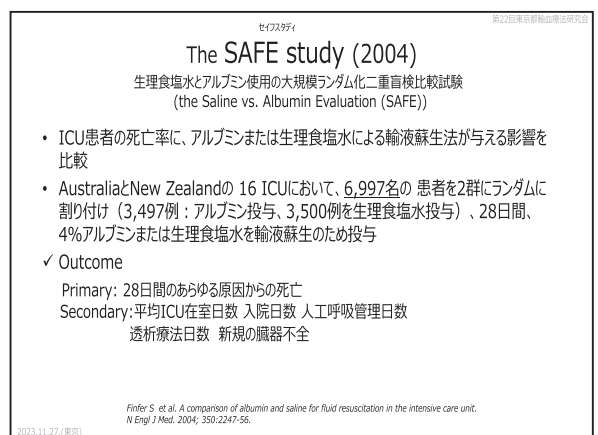 第22回東京都輸血療法研究会
セイフスタディ
The SAFE study (2004)
生理食塩水とアルブミン使用の大規模ランダム化二重盲検比較試験
(the Saline vs. Albumin Evaluation (SAFE))
• ICU患者の死亡率に、アルブミンまたは生理食塩水による輸液蘇生法が与える影響を
比較
• AustraliaとNew Zealandの 16 ICUにおいて、6,997名の 患者を2群にランダムに
割り付け（3,497例：アルブミン投与、3,500例を生理食塩水投与）、28日間、
4%アルブミンまたは生理食塩水を輸液蘇生のため投与
✓ Outcome
Primary: 28日間のあらゆる原因からの死亡
Secondary:平均ICU在室日数 入院日数 人工呼吸管理日数
透析療法日数 新規の臓器不全
Finfer S et al. A comparison of albumin and saline for fluid resuscitation in the intensive care unit.
N Engl J Med. 2004; 350:2247-56.
2023.11.27.(東京)